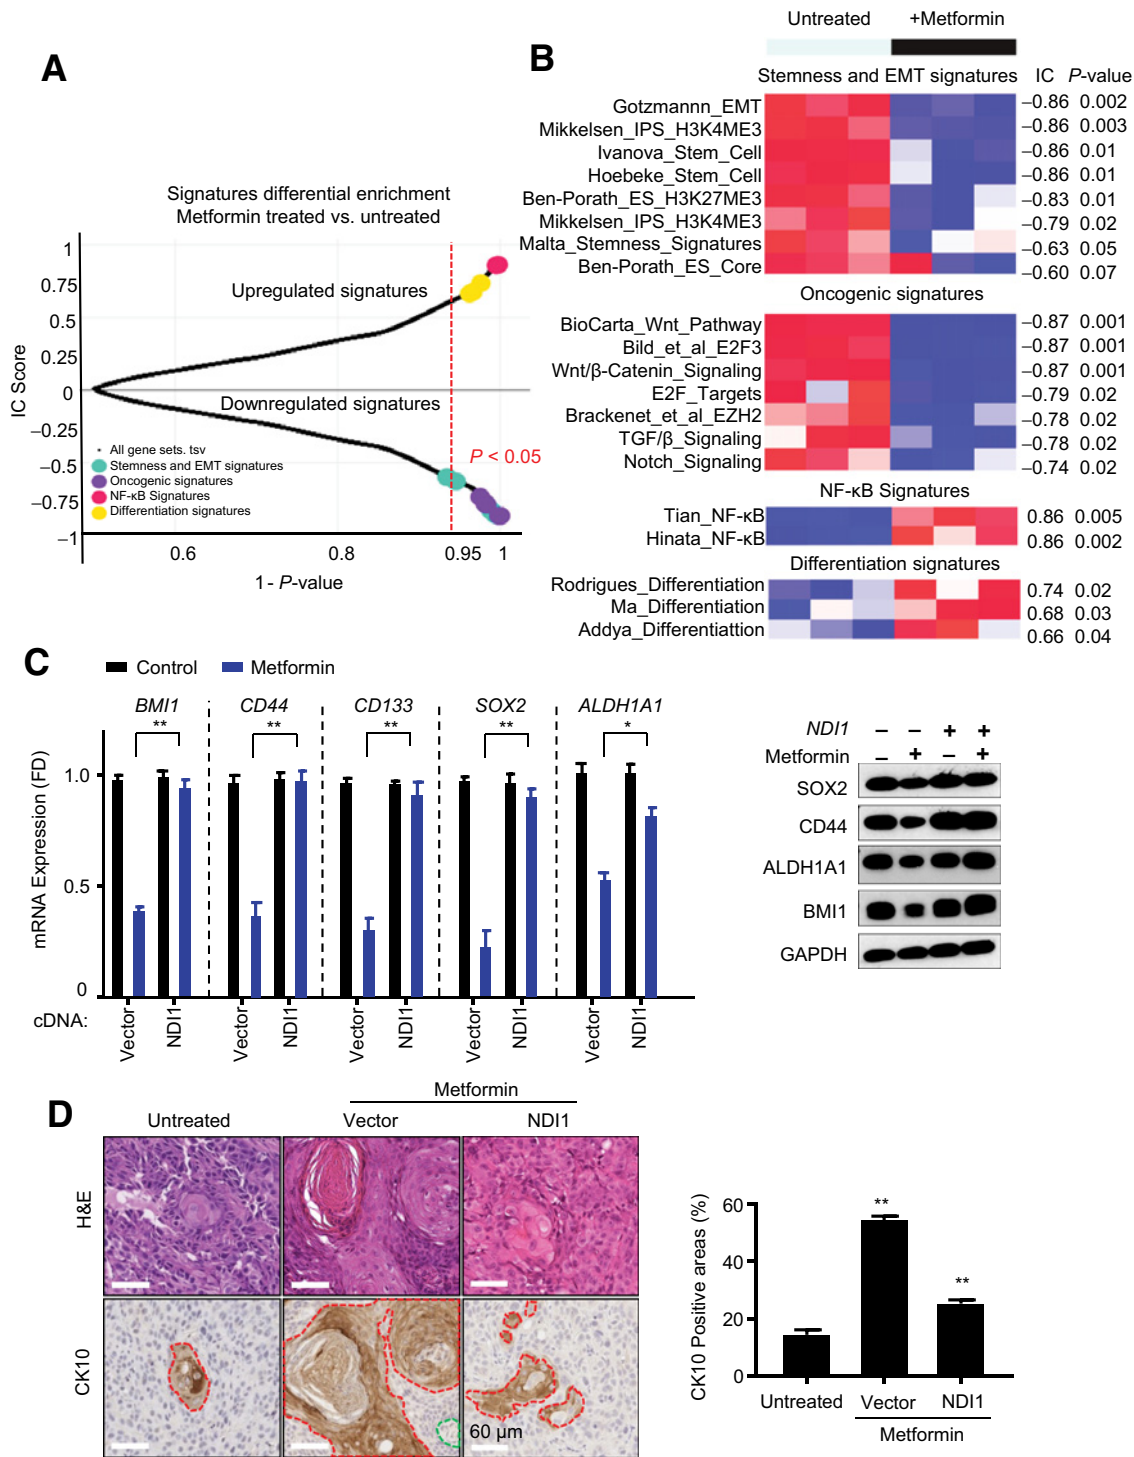 A
Signatures differential enrichment
Metformin treated vs. untreated
IC Score
1
0.75
0.5
0.25
0
−0.25
−0.5
−0.75
−1
Upregulated signatures
Downregulated signatures
P < 0.05
All gene sets. tsv
Stemness and EMT signatures
Oncogenic signatures
NF-κB Signatures
Differentiation signatures
0.6 0.8 0.95 1
1- P-value
B
Untreated +Metformin
Stemness and EMT signatures IC P-value
Gotzmannn_EMT −0.86 0.002
Mikkelsen_IPS_H3K4ME3 −0.86 0.003
Ivanova_Stem_Cell −0.86 0.01
Hoebeke_Stem_Cell −0.86 0.01
Ben-Porath_ES_H3K27ME3 −0.83 0.01
Mikkelsen_IPS_H3K4ME3 −0.79 0.02
Malta_Stemness_Signatures −0.63 0.05
Ben-Porath_ES_Core −0.60 0.07
Oncogenic signatures
BioCarta_Wnt_Pathway −0.87 0.001
Bild_et_al_E2F3 −0.87 0.001
Wnt/β-Catenin_Signaling −0.87 0.001
E2F_Targets −0.79 0.02
Brackenet_et_al_EZH2 −0.78 0.02
TGF/β_Signaling −0.78 0.02
Notch_Signaling −0.74 0.02
NF-κB Signatures
Tian_NF-κB 0.86 0.005
Hinata_NF-κB 0.86 0.002
Differentiation signatures
Rodrigues_Differentiation 0.74 0.02
Ma_Differentiation 0.68 0.03
Addya_Differentiattion 0.66 0.04
C
Control Metformin
BMI1 CD44 CD133 SOX2 ALDH1A1
** ** ** ** *
mRNA Expression (FD)
1.0
0.5
0
cDNA: Vector NDI1 Vector NDI1 Vector NDI1 Vector NDI1 Vector NDI1
NDI1 − − + +
Metformin − + − +
SOX2
CD44
ALDH1A1
BMI1
GAPDH
D
Metformin
Untreated Vector NDI1
H&E
CK10
60 μm
CK10 Positive areas (%)
60
40
20
0
**
**
Untreated Vector NDI1
Metformin